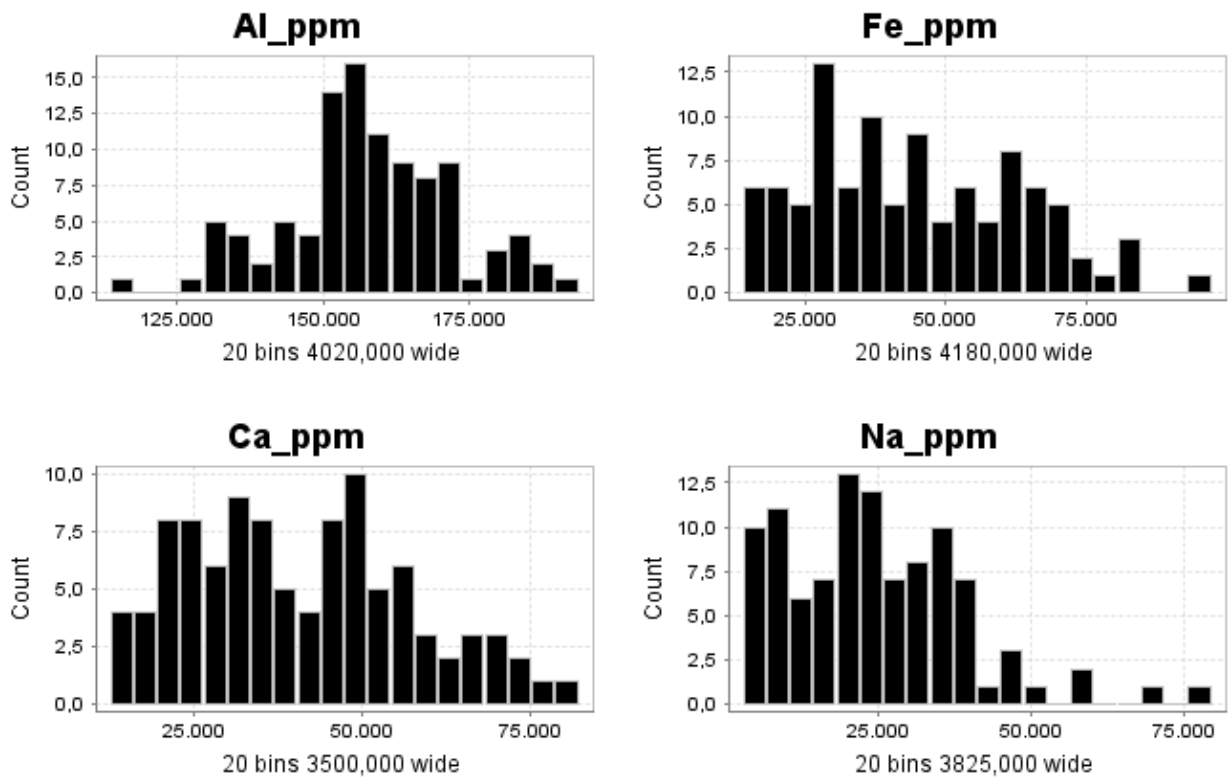 Al_ppm
15,0
12,5
10,0
7,5
5,0
2,5
0,0
Count
125.000 150.000 175.000
20 bins 4020,000 wide
Fe_ppm
12,5
10,0
7,5
5,0
2,5
0,0
Count
25.000 50.000 75.000
20 bins 4180,000 wide
Ca_ppm
10,0
7,5
5,0
2,5
0,0
Count
25.000 50.000 75.000
20 bins 3500,000 wide
Na_ppm
12,5
10,0
7,5
5,0
2,5
0,0
Count
25.000 50.000 75.000
20 bins 3825,000 wide